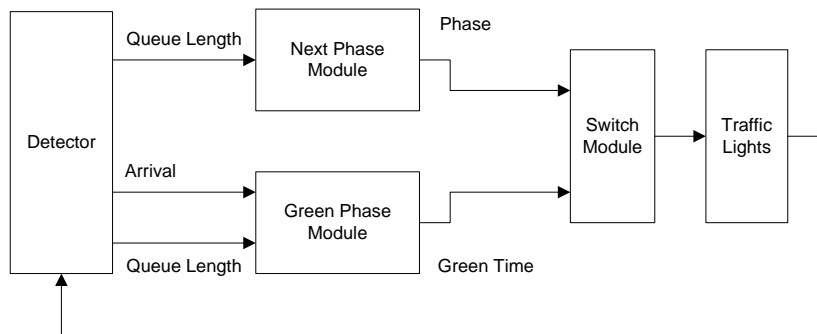 Queue Length
Next Phase
Module
Phase
Detector
Switch
Module
Traffic
Lights
Arrival
Green Phase
Module
Queue Length
Green Time